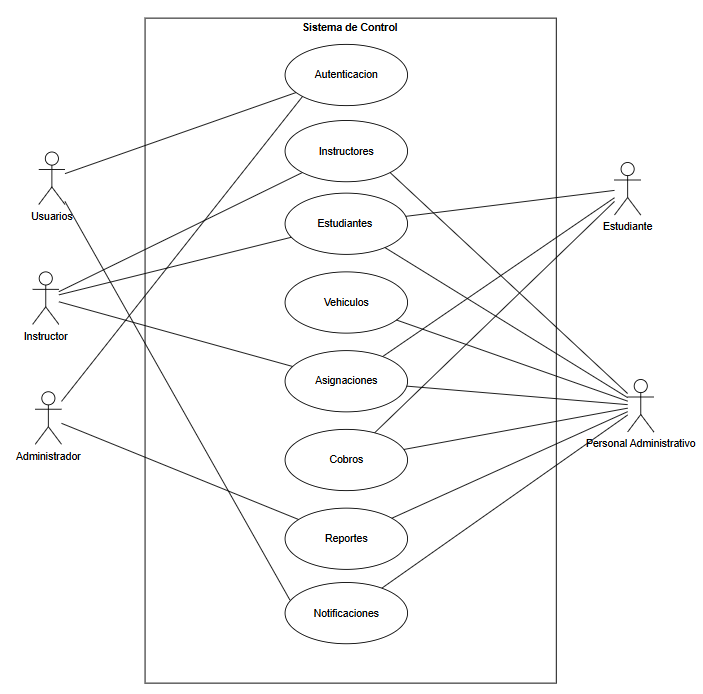 Sistema de Control
Autenticacion
Instructores
Usuarios
Estudiantes
Estudiante
Vehiculos
Instructor
Asignaciones
Personal Administrativo
Administrador
Cobros
Reportes
Notificaciones